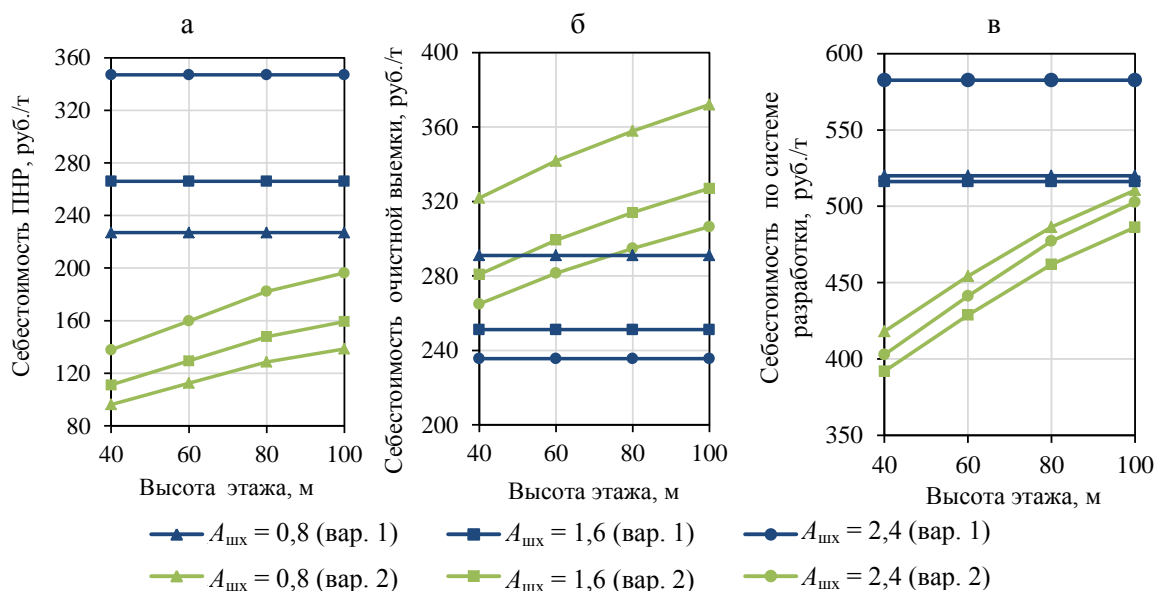 а
б
в
Себестоимость ПНР, руб./т
360
320
280
240
200
160
120
80
40 60 80 100
Высота этажа, м
Себестоимость очистной выемки, руб./т
400
360
320
280
240
200
40 60 80 100
Высота этажа, м
Себестоимость по системе
разработки, руб./т
600
550
500
450
400
350
40 60 80 100
Высота этажа, м
Aшх = 0,8 (вар. 1) Aшх = 1,6 (вар. 1) Aшх = 2,4 (вар. 1)
Aшх = 0,8 (вар. 2) Aшх = 1,6 (вар. 2) Aшх = 2,4 (вар. 2)